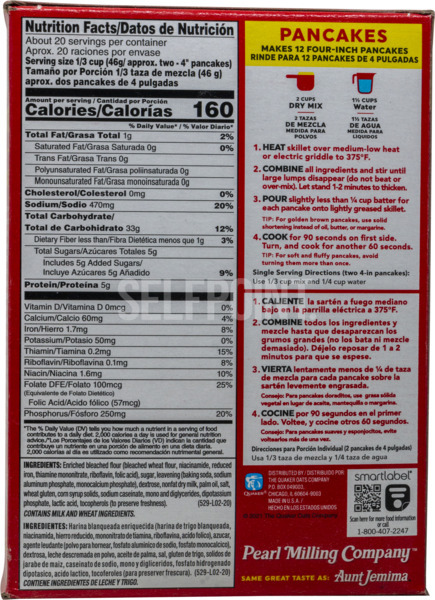 Nutrition Facts/Datos de Nutrición
About 20 servings per container
Aprox. 20 raciones por envase
Serving size 1/3 cup (46g/ approx. two - 4" pancakes)
Tamaño por Porción 1/3 taza de mezcla (46 g)
aprox. dos pancakes de 4 pulgadas
Amount per serving / Cantidad por Porción
Calories/Calorías 160
% Daily Value* / % Valor Diario*
Total Fat/Grasa Total 1g 2%
Saturated Fat/Grasa Saturada 0g 0%
Trans Fat/Grasa Trans 0g
Polyunsaturated Fat/Grasa poliinsaturada 0g
Monounsaturated Fat/Grasa monoinsaturada 0g
Cholesterol/Colesterol 0mg 0%
Sodium/Sodio 470mg 20%
Total Carbohydrate/
Total de Carbohidrato 33g 12%
Dietary Fiber less than/Fibra Dietética menos que 1g 3%
Total Sugars/Azúcares Totales 5g
Includes 5g Added Sugars/
Incluye Azúcares 5g Añadido 9%
Protein/Proteína 5g
Vitamin D/Vitamina D 0mcg 0%
Calcium/Calcio 60mg 4%
Iron/Hierro 1.7mg 8%
Potassium/Potasio 50mg 0%
Thiamin/Tiamina 0.2mg 15%
Riboflavin/Riboflavina 0.1mg 8%
Niacin/Niacina 1.6mg 10%
Folate DFE/Folato 100mcg 25%
(Equivalente de Folato Dietético)
Folic Acid/Acido fólico (57mcg)
Phosphorus/Fósforo 250mg 20%
*The % Daily Value (DV) tells you how much a nutrient in a serving of food
contributes to a daily diet. 2,000 calories a day is used for general nutrition
advice./*Los Porcentajes de los Valores Diarios (VD) indican la cantidad que
contribuye un nutriente en una porción de alimento en una dieta diaria.
2,000 calorías al día es utilizado como recomendación nutrimental general.
INGREDIENTS: Enriched bleached flour (bleached wheat flour, niacinamide, reduced
iron, thiamine mononitrate, riboflavin, folic acid), sugar, leavening (baking soda, sodium
aluminum phosphate, monocalcium phosphate), dextrose, nonfat dry milk, palm oil, salt,
wheat gluten, corn syrup solids, sodium caseinate, mono and diglycerides, dipotassium
phosphate, lactic acid, tocopherols (to preserve freshness). (529-L02-20)
CONTAINS MILK AND WHEAT INGREDIENTS.
INGREDIENTES: Harina blanqueada enriquecida (harina de trigo blanqueada,
niacinamida, hierro reducido, mononitrato de tiamina, riboflavina, ácido fólico), azúcar,
agente leudante (polvo para hornear, fosfato aluminio de sodio, fosfato monocalcico),
dextrosa, leche descremada en polvo, aceite de palma, sal, gluten de trigo, solidos de
jarabe de maíz, caseinato de sodio, mono y digliceridos, fosfato hidrogenado
dipotasico, acido lactico, tocoferoles (para preservar frescura). (529-L02-20)
CONTIENE INGREDIENTES DE LECHE Y TRIGO.
PANCAKES
MAKES 12 FOUR-INCH PANCAKES
RINDE PARA 12 PANCAKES DE 4 PULGADAS
2 CUPS
DRY MIX
2 TAZAS
DE MEZCLA
MEDIDA PARA
POLVOS
1½ CUPS
Water
1½ TAZAS
DE AGUA
MEDIDA PARA
LIQUIDOS
1. HEAT skillet over medium-low heat
or electric griddle to 375°F.
2. COMBINE all ingredients and stir until
large lumps disappear (do not beat or
over-mix). Let stand 1-2 minutes to thicken.
3. POUR slightly less than ¼ cup batter for
each pancake onto lightly greased skillet.
TIP: For golden brown pancakes, use solid
shortening instead of oil, butter, or margarine.
4. COOK for 90 seconds on first side.
Turn, and cook for another 60 seconds.
TIP: For soft and fluffy pancakes, avoid
turning them more than once.
Single Serving Directions (two 4-in pancakes):
Use 1/3 cup mix and 1/4 cup water
1. CALIENTE la sartén a fuego mediano
bajo o la parrilla eléctrica a 375°F.
2. COMBINE todos los ingredientes y
mezcle hasta que desaparezcan los
grumos grandes (no los bata ni mezcle
demasiado). Déjelo reposar de 1 a 2
minutos para que se espese.
3. VIERTA lentamente menos de ¼ de taza
de mezcla para cada pancake sobre la
sartén levemente engrasada.
Consejo: Para pancakes doraditos, use grasa sólida
vegetal en lugar de aceite, mantequilla o margarina.
4. COCINE por 90 segundos en el primer
lado. Voltee, y cocine otros 60 segundos.
Consejo: Para pancakes suaves y esponjocitos, evita
voltearlos más de una vez.
Direcciones para Porción Individual (2 pancakes de 4 pulgadas)
Usa 1/3 taza de mezcla y 1/4 taza de agua
SELFPOINT.
QUAKER
DISTRIBUTED BY / DISTRIBUIDO POR
THE QUAKER OATS COMPANY
P.O. BOX 049003,
CHICAGO, IL 60604-9003
MADE IN U.S.A. /
HECHO EN LOS ESTADOS UNIDOS
smartlabel
Scan here for more food information
or call
1-800-407-2247
Pearl Milling Company™
SAME GREAT TASTE AS: Aunt Jemima